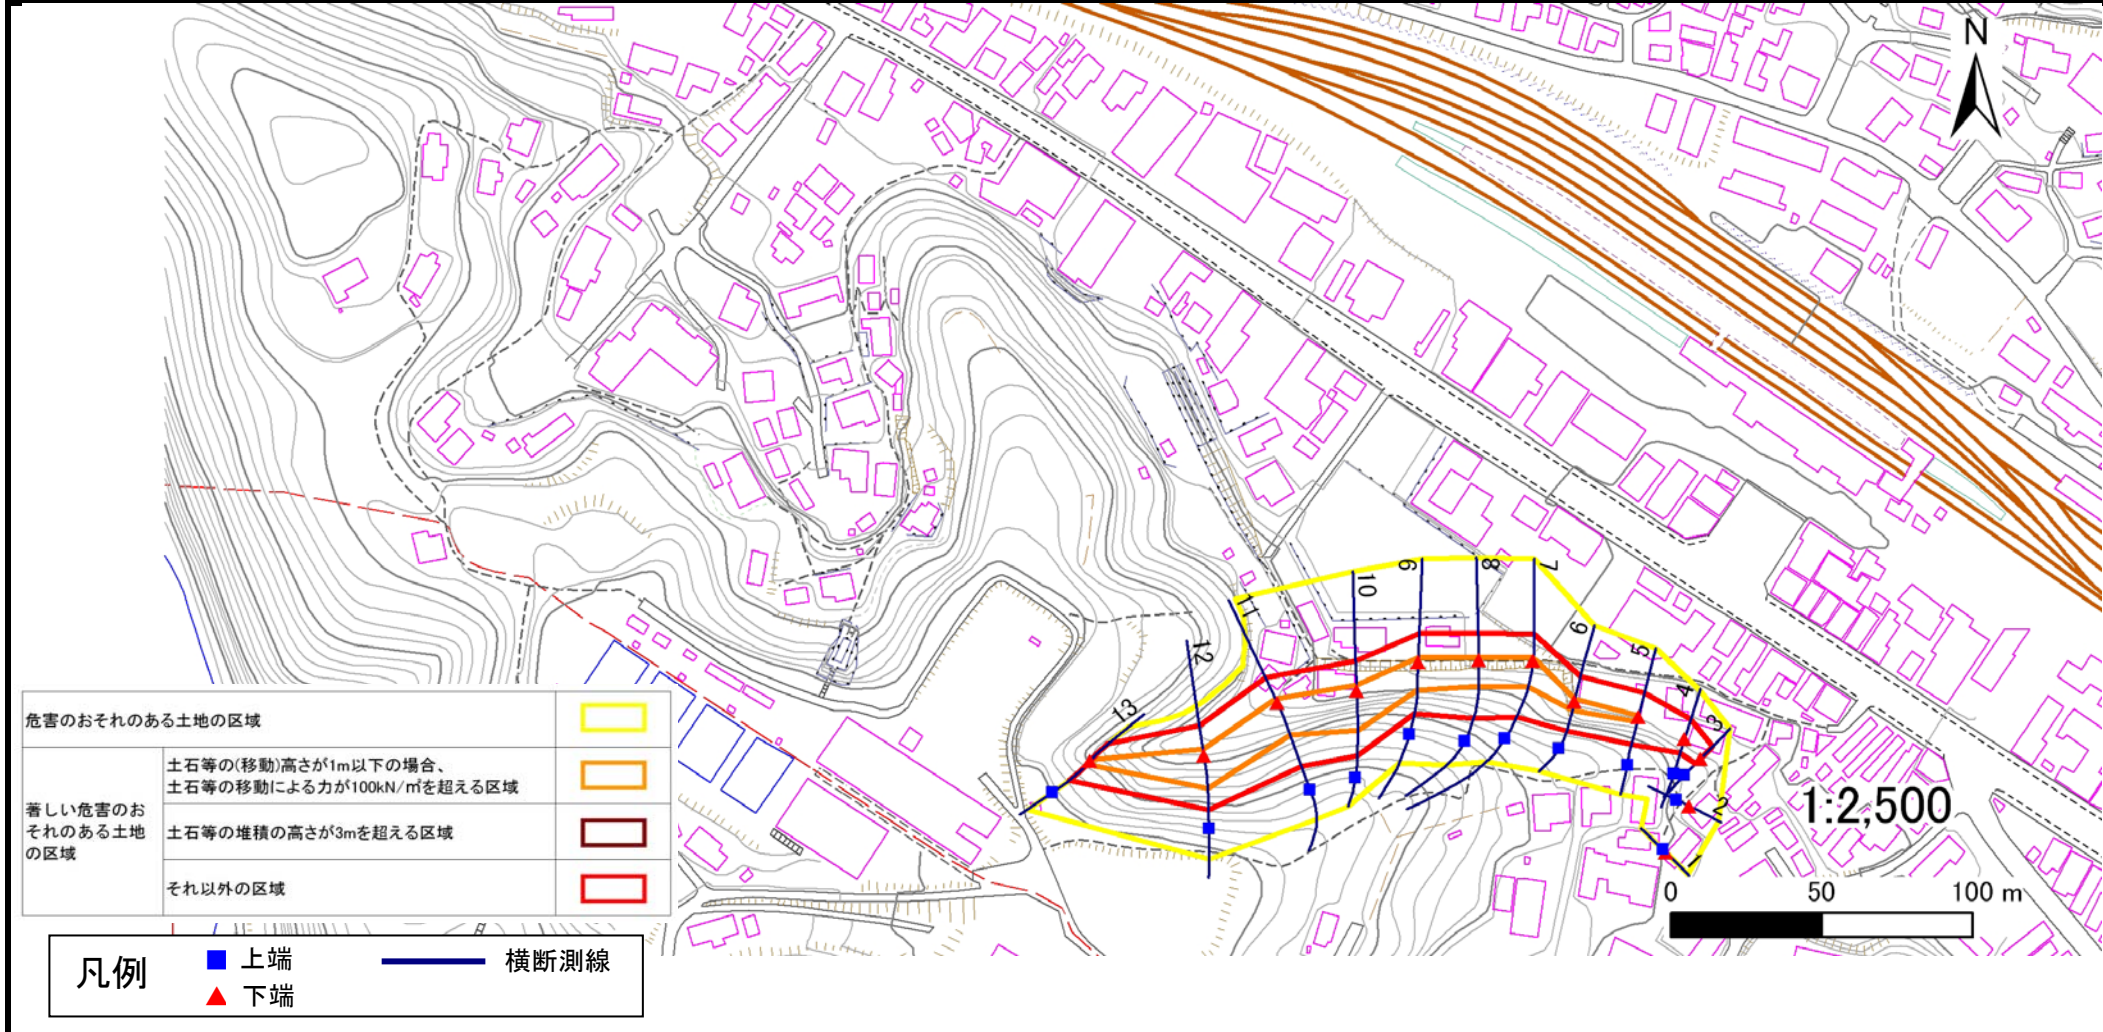 N
10
9
8
7
11
6
12
5
4
13
3
2
1
1:2,500
0 50 100 m
危害のおそれのある土地の区域
著しい危害のお
それのある土地
の区域
土石等の(移動)高さが1m以下の場合、
土石等の移動による力が100kN/㎡を超える区域
土石等の堆積の高さが3mを超える区域
それ以外の区域
凡例
上端
下端
横断測線